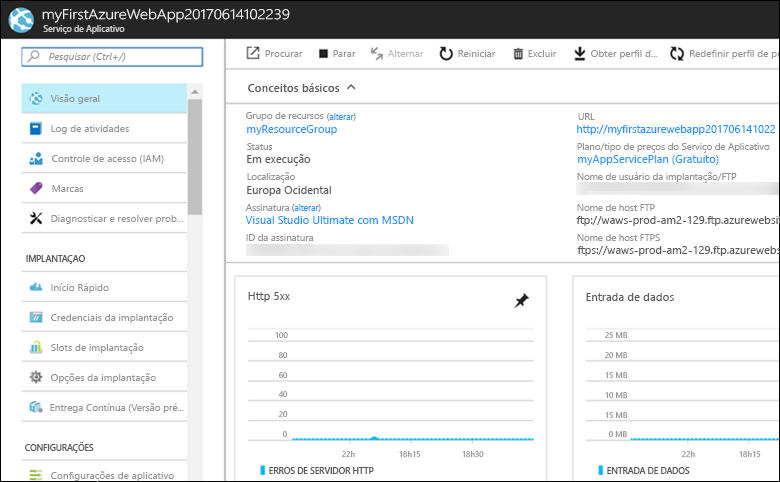 myFirstAzureWebApp20170614102239
Serviço de Aplicativo
Pesquisar (Ctrl+/)
Visão geral
Log de atividades
Controle de acesso (IAM)
Marcas
Diagnosticar e resolver prob...
IMPLANTAÇAO
Início Rápido
Credenciais da implantação
Slots de implantação
Opções da implantação
Entrega Contínua (Versão pré...
CONFIGURAÇÕES
Configurações de aplicativo
Procurar Parar Alternar Reiniciar Excluir Obter perfil d... Redefinir perfil de pu
Conceitos básicos
Grupo de recursos (alterar)
myResourceGroup
Status
Em execução
Localização
Europa Ocidental
Assinatura (alterar)
Visual Studio Ultimate com MSDN
ID da assinatura
URL
http://myfirstazurewebapp201706141022
Plano/tipo de preços do Serviço de Aplicativo
myAppServicePlan (Gratuito)
Nome de usuário da implantação/FTP
Nome de host FTP
ftp://waws-prod-am2-129.ftp.azurewebsi
Nome de host FTPS
ftps://waws-prod-am2-129.ftp.azurewebs
Http 5xx
100
80
60
40
20
0
22h 18h15 18h30
ERROS DE SERVIDOR HTTP
Entrada de dados
25 MB
20 MB
15 MB
10 MB
15 MB
0 MB
22h 18h15
ENTRADA DE DADOS